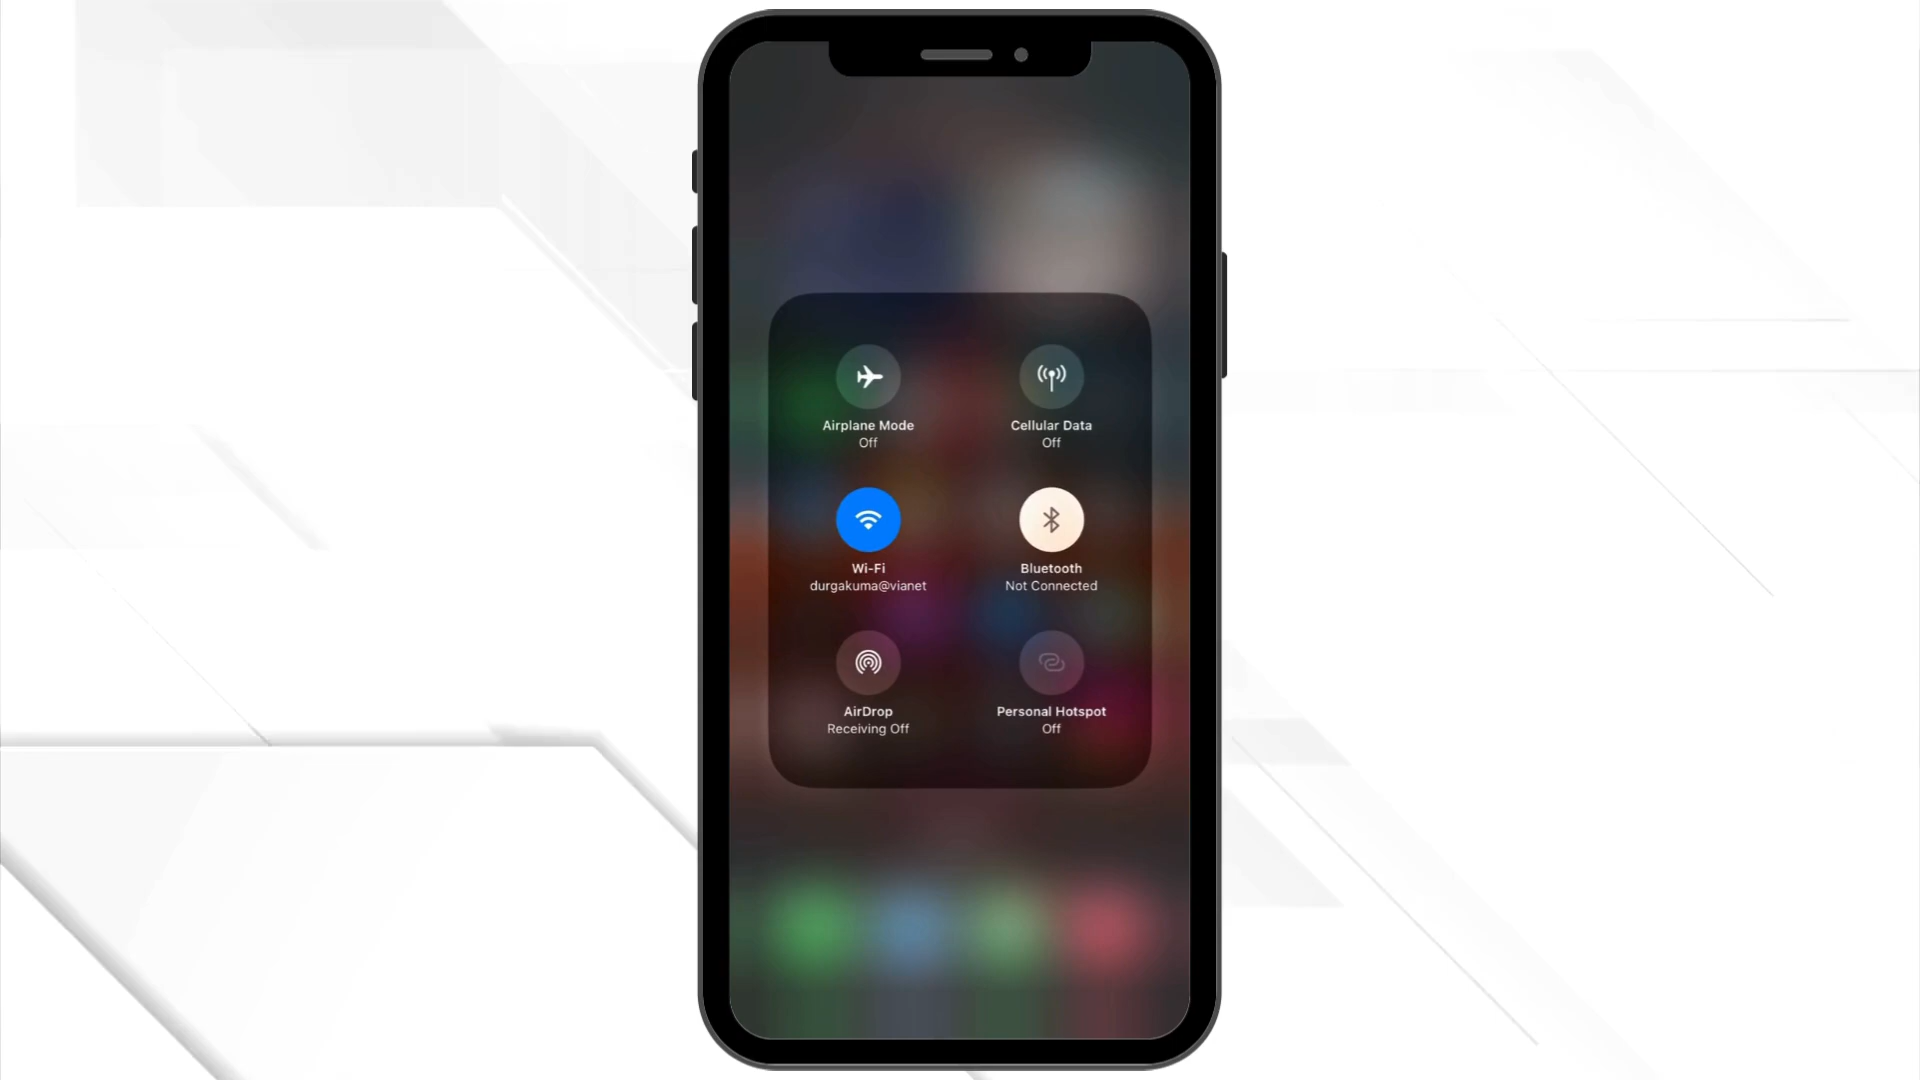 Airplane Mode
Off
Cellular Data
Off
Wi-Fi
durgakuma@vianet
Bluetooth
Not Connected
AirDrop
Receiving Off
Personal Hotspot
Off